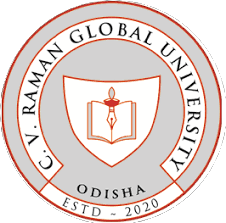 C. V. RAMAN GLOBAL UNIVERSITY
ODISHA
ESTD - 2020